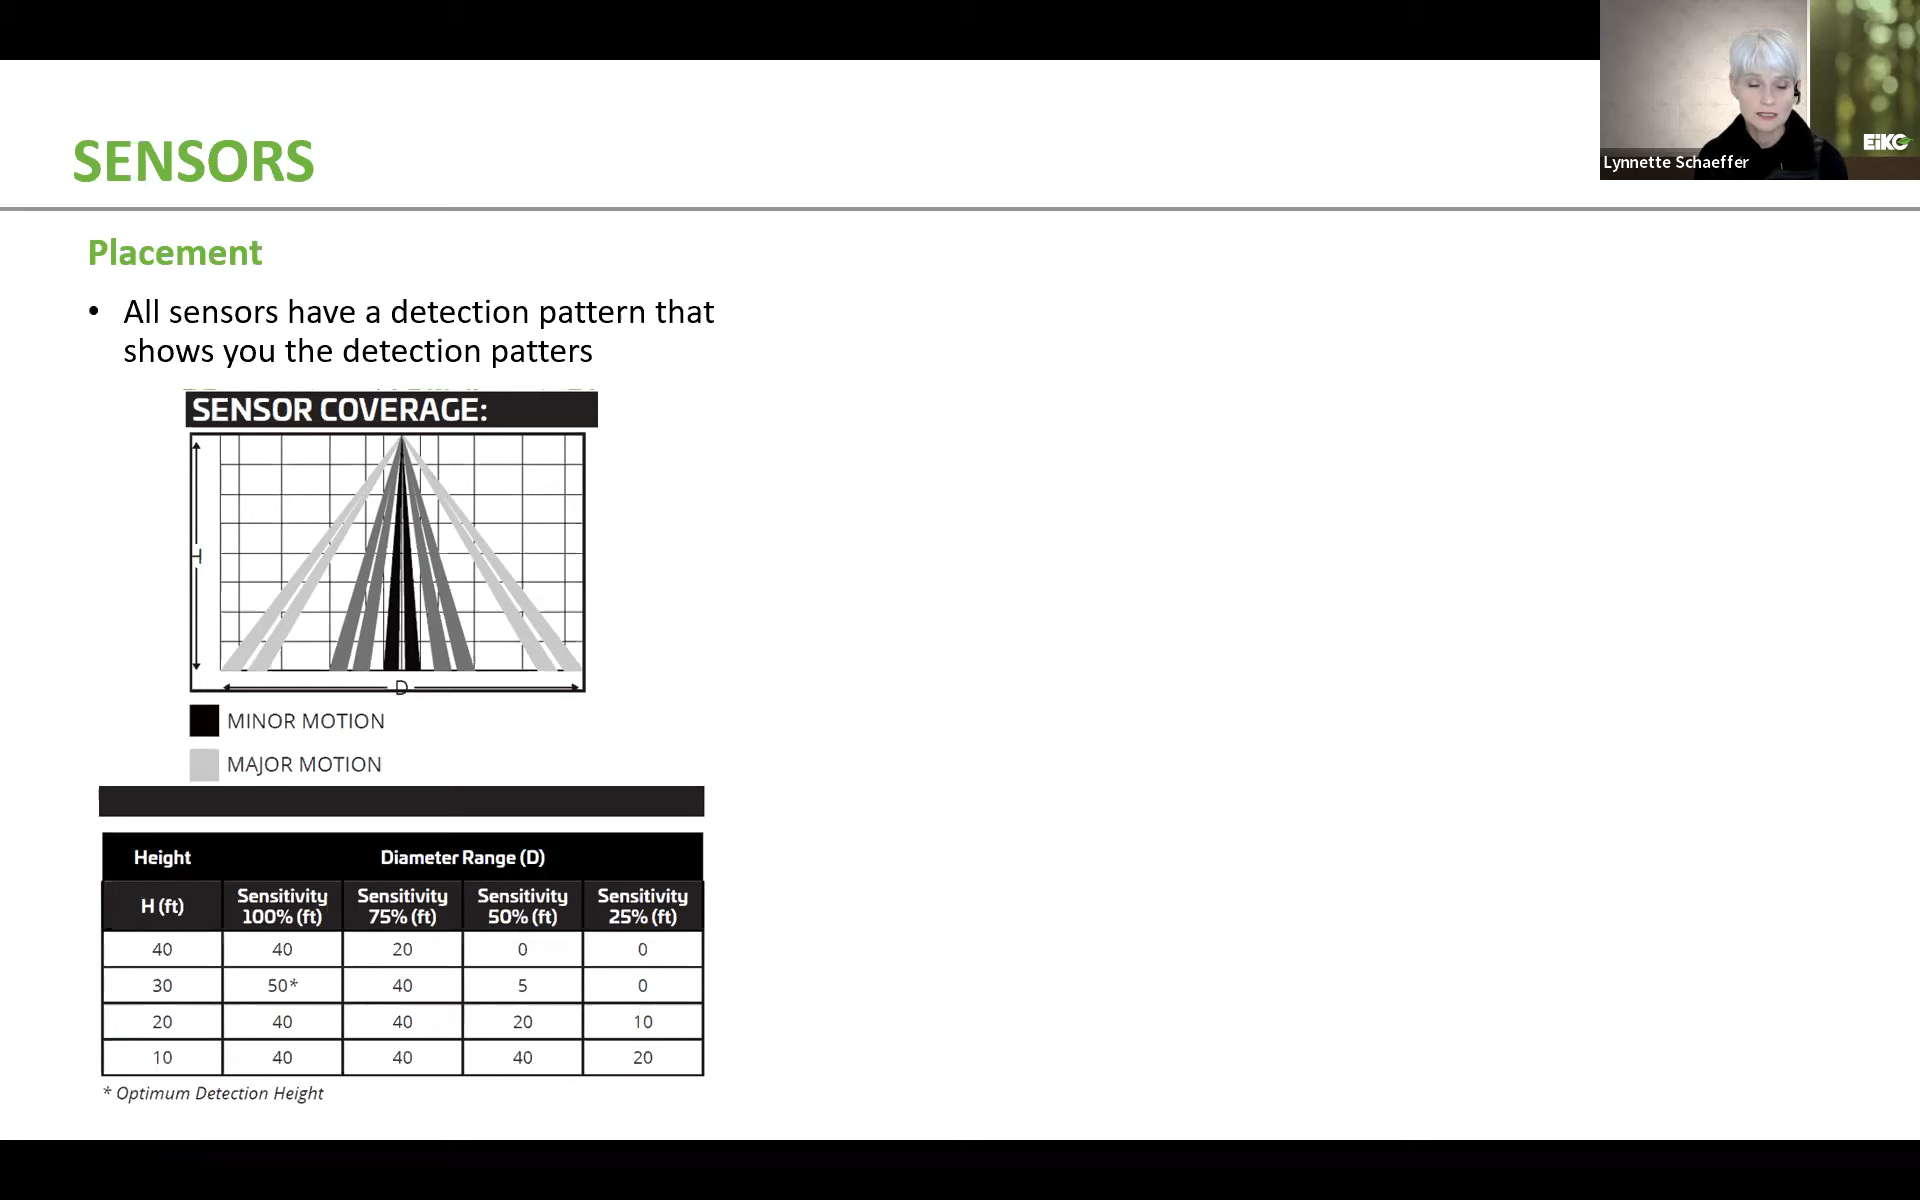 EiKO
Lynnette Schaeffer
SENSORS
Placement
• All sensors have a detection pattern that
shows you the detection patters
SENSOR COVERAGE:
H
D
MINOR MOTION
MAJOR MOTION
Height Diameter Range (D)
H (ft) Sensitivity 100% (ft) Sensitivity 75% (ft) Sensitivity 50% (ft) Sensitivity 25% (ft)
40 40 20 0 0
30 50* 40 5 0
20 40 40 20 10
10 40 40 40 20
* Optimum Detection Height